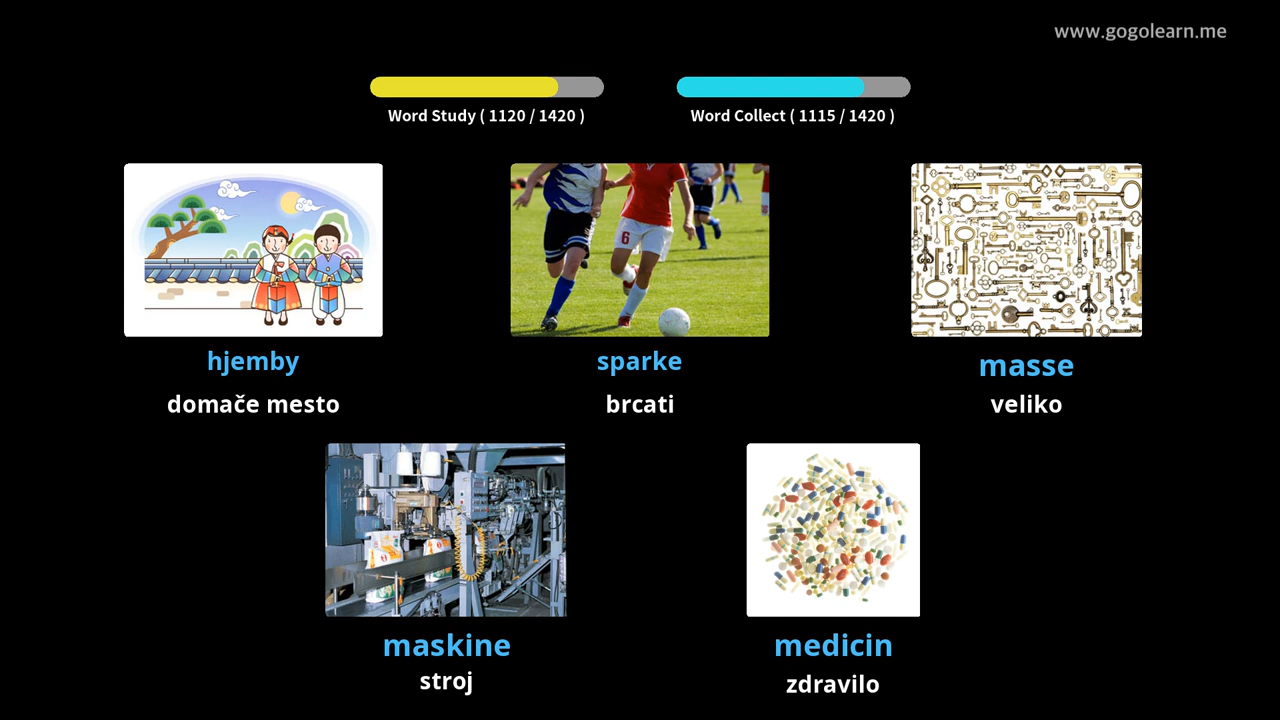 www.gogolearn.me
Word Study ( 1120 / 1420 )
Word Collect ( 1115 / 1420 )
hjemby
domače mesto
sparke
brcati
masse
veliko
maskine
stroj
medicin
zdravilo